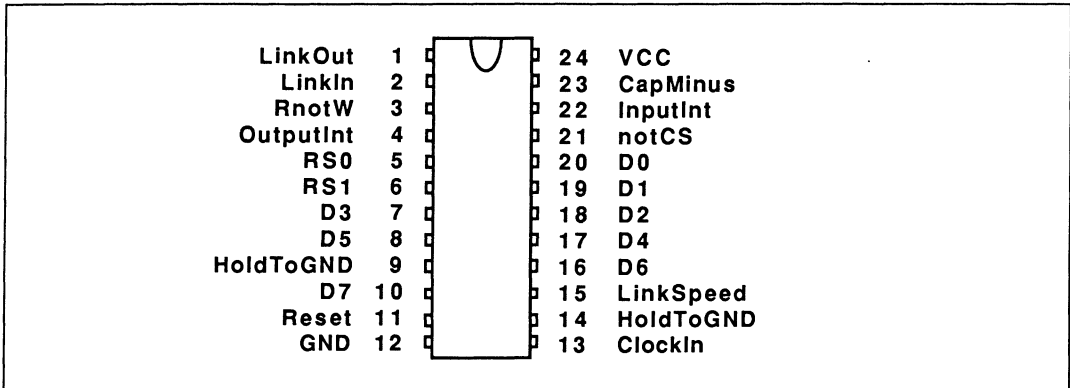 LinkOut 1 24 VCC
LinkIn 2 23 CapMinus
RnotW 3 22 InputInt
OutputInt 4 21 notCS
RS0 5 20 D0
RS1 6 19 D1
D3 7 18 D2
D5 8 17 D4
HoldToGND 9 16 D6
D7 10 15 LinkSpeed
Reset 11 14 HoldToGND
GND 12 13 ClockIn